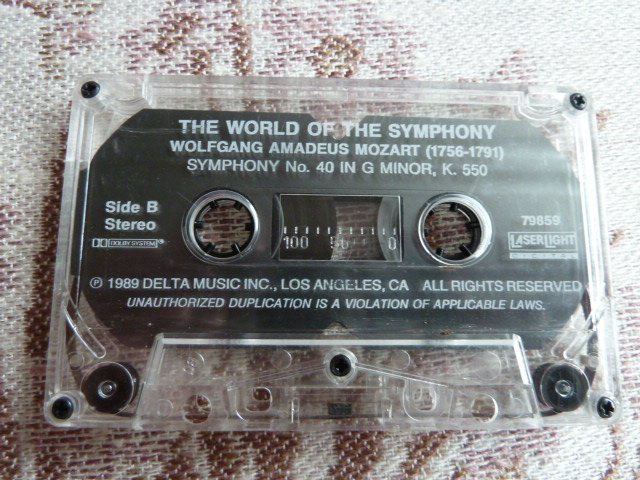 THE WORLD OF THE SYMPHONY
WOLFGANG AMADEUS MOZART (1756-1791)
SYMPHONY No. 40 IN G MINOR, K. 550
Side B
Stereo
DOLBY SYSTEM
100 50 0
79859
LASERLIGHT
DIGITAL
℗ 1989 DELTA MUSIC INC., LOS ANGELES, CA ALL RIGHTS RESERVED
UNAUTHORIZED DUPLICATION IS A VIOLATION OF APPLICABLE LAWS.